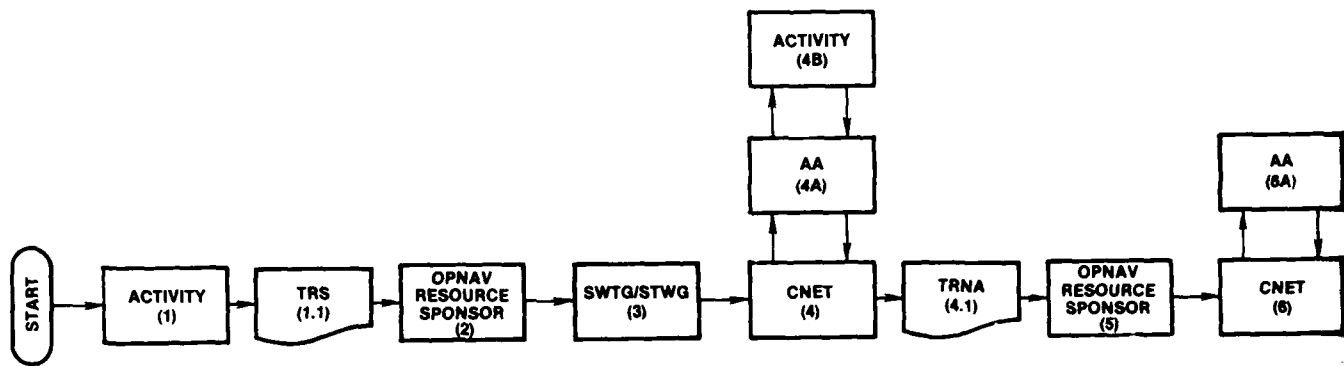 ACTIVITY
(4B)
AA
(4A)
AA
(6A)
START
ACTIVITY
(1)
TRS
(1.1)
OPNAV
RESOURCE
SPONSOR
(2)
SWTG/STWG
(3)
CNET
(4)
TRNA
(4.1)
OPNAV
RESOURCE
SPONSOR
(5)
CNET
(6)